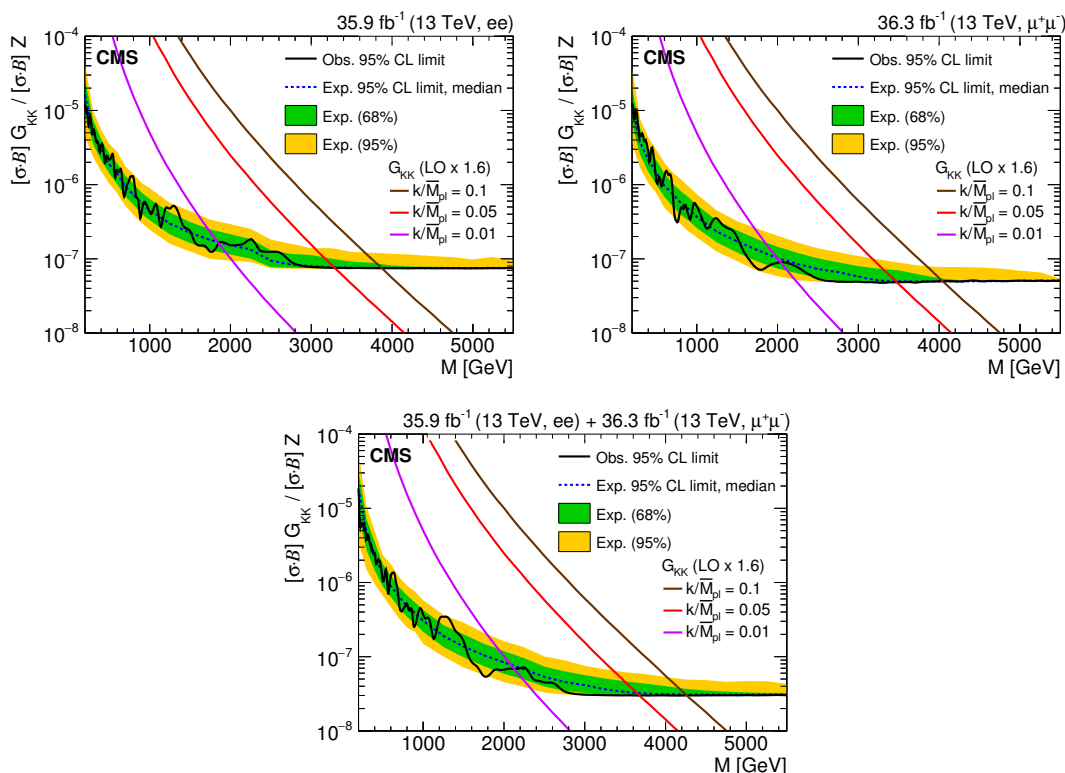 35.9 fb⁻¹ (13 TeV, ee)
CMS
Obs. 95% CL limit
Exp. 95% CL limit, median
Exp. (68%)
Exp. (95%)
G_KK (LO x 1.6)
k/M̅_pl = 0.1
k/M̅_pl = 0.05
k/M̅_pl = 0.01
[σ·B] G_KK / [σ·B] Z
10⁻⁴
10⁻⁵
10⁻⁶
10⁻⁷
10⁻⁸
1000 2000 3000 4000 5000
M [GeV]
36.3 fb⁻¹ (13 TeV, μ⁺μ⁻)
CMS
Obs. 95% CL limit
Exp. 95% CL limit, median
Exp. (68%)
Exp. (95%)
G_KK (LO x 1.6)
k/M̅_pl = 0.1
k/M̅_pl = 0.05
k/M̅_pl = 0.01
[σ·B] G_KK / [σ·B] Z
10⁻⁴
10⁻⁵
10⁻⁶
10⁻⁷
10⁻⁸
1000 2000 3000 4000 5000
M [GeV]
35.9 fb⁻¹ (13 TeV, ee) + 36.3 fb⁻¹ (13 TeV, μ⁺μ⁻)
CMS
Obs. 95% CL limit
Exp. 95% CL limit, median
Exp. (68%)
Exp. (95%)
G_KK (LO x 1.6)
k/M̅_pl = 0.1
k/M̅_pl = 0.05
k/M̅_pl = 0.01
[σ·B] G_KK / [σ·B] Z
10⁻⁴
10⁻⁵
10⁻⁶
10⁻⁷
10⁻⁸
1000 2000 3000 4000 5000
M [GeV]